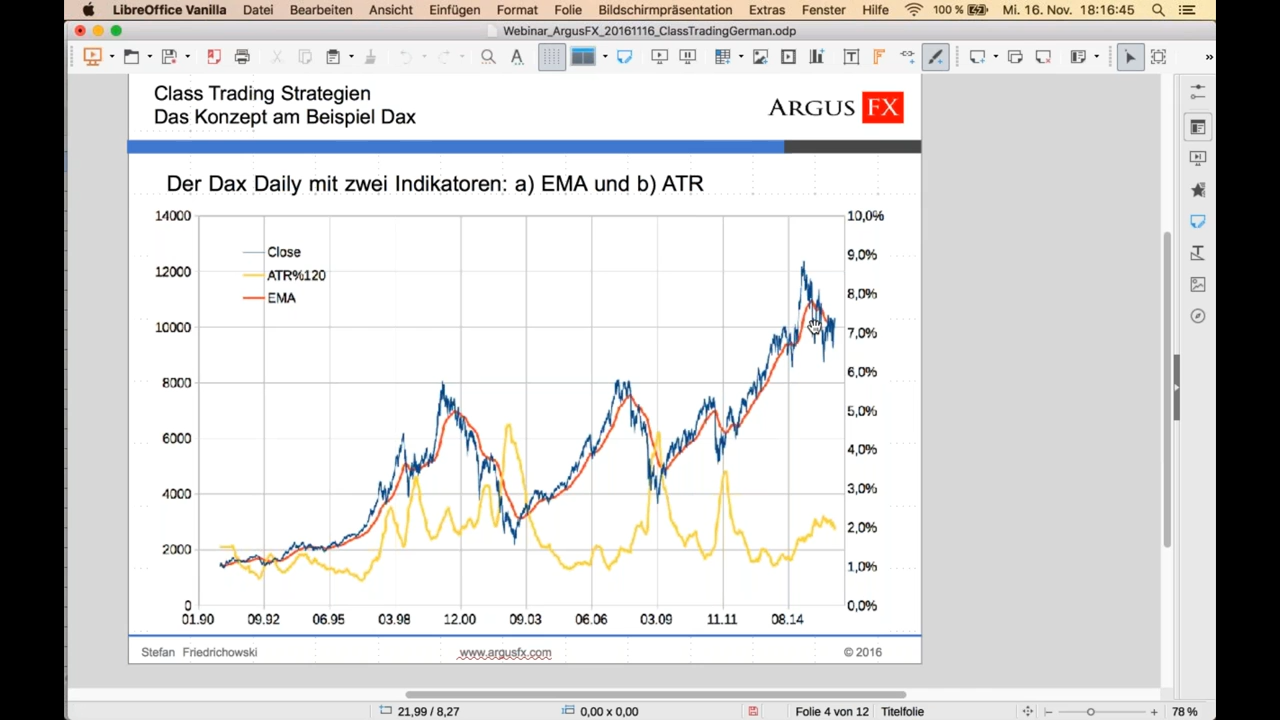 LibreOffice Vanilla Datei Bearbeiten Ansicht Einfügen Format Folie Bildschirmpräsentation Extras Fenster Hilfe 100 % Mi. 16. Nov. 18:16:45
Webinar_ArgusFX_20161116_ClassTradingGerman.odp
Class Trading Strategien
Das Konzept am Beispiel Dax
ARGUS FX
Der Dax Daily mit zwei Indikatoren: a) EMA und b) ATR
14000 10,0%
Close 9,0%
12000
ATR%120
8,0%
EMA
10000 7,0%
6,0%
8000
5,0%
6000
4,0%
4000 3,0%
2,0%
2000
1,0%
0 0,0%
01.90 09.92 06.95 03.98 12.00 09.03 06.06 03.09 11.11 08.14
Stefan Friedrichowski www.argusfx.com © 2016
21,99 / 8,27 0,00 x 0,00 Folie 4 von 12 Titelfolie 78 %